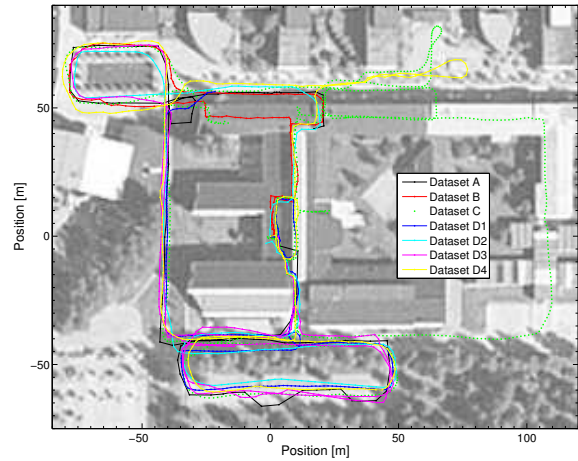 Position [m]
50
0
−50
Dataset A
Dataset B
Dataset C
Dataset D1
Dataset D2
Dataset D3
Dataset D4
−50
0
50
100
Position [m]